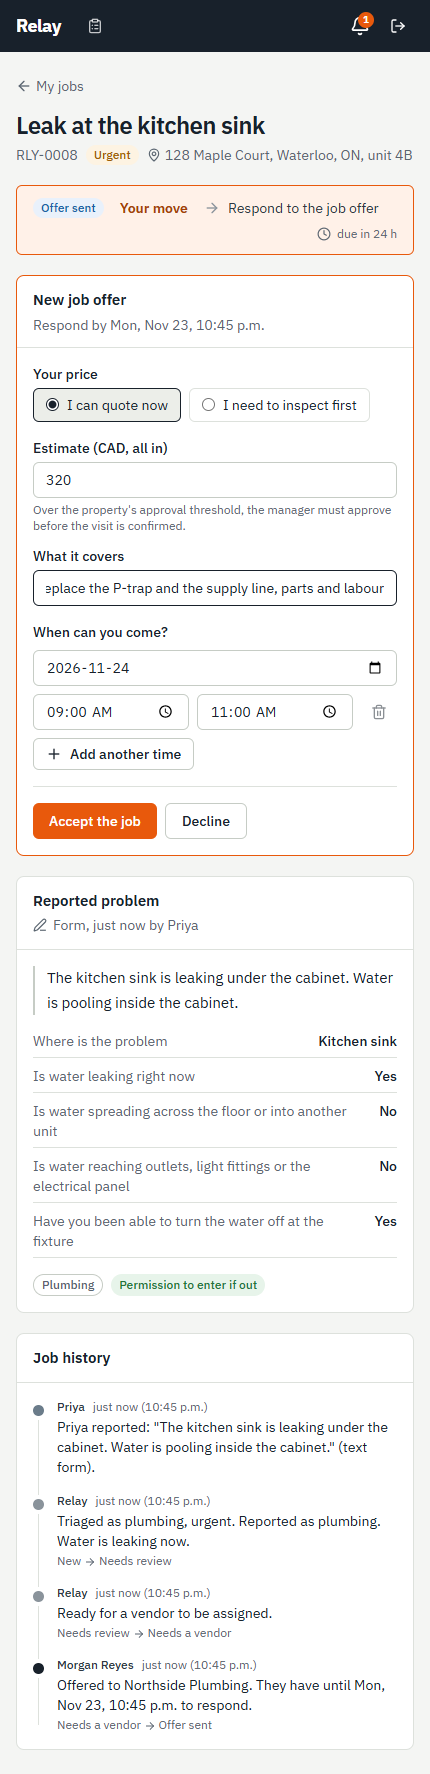 Relay
1
My jobs
Leak at the kitchen sink
RLY-0008 Urgent 128 Maple Court, Waterloo, ON, unit 4B
Offer sent Your move → Respond to the job offer
due in 24 h
New job offer
Respond by Mon, Nov 23, 10:45 p.m.
Your price
I can quote now I need to inspect first
Estimate (CAD, all in)
320
Over the property's approval threshold, the manager must approve
before the visit is confirmed.
What it covers
eplace the P-trap and the supply line, parts and labour
When can you come?
2026-11-24
09:00 AM 11:00 AM
Add another time
Accept the job Decline
Reported problem
Form, just now by Priya
The kitchen sink is leaking under the cabinet. Water
is pooling inside the cabinet.
Where is the problem Kitchen sink
Is water leaking right now Yes
Is water spreading across the floor or into another No
unit
Is water reaching outlets, light fittings or the No
electrical panel
Have you been able to turn the water off at the Yes
fixture
Plumbing Permission to enter if out
Job history
Priya just now (10:45 p.m.)
Priya reported: "The kitchen sink is leaking under the
cabinet. Water is pooling inside the cabinet." (text
form).
Relay just now (10:45 p.m.)
Triaged as plumbing, urgent. Reported as plumbing.
Water is leaking now.
New → Needs review
Relay just now (10:45 p.m.)
Ready for a vendor to be assigned.
Needs review → Needs a vendor
Morgan Reyes just now (10:45 p.m.)
Offered to Northside Plumbing. They have until Mon,
Nov 23, 10:45 p.m. to respond.
Needs a vendor → Offer sent